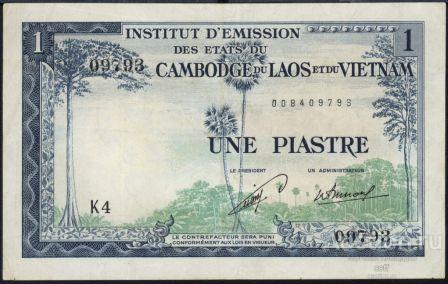 1 INSTITUT D'EMISSION 1
DES ETATS DU
09793 CAMBODGE DU LAOS ET DU VIETNAM
008409793
UNE PIASTRE
LE PRESIDENT UN ADMINISTRATEUR
K4
LE CONTREFACTEUR SERA PUNI
CONFORMÉMENT AUX LOIS EN VIGUEUR.
09793